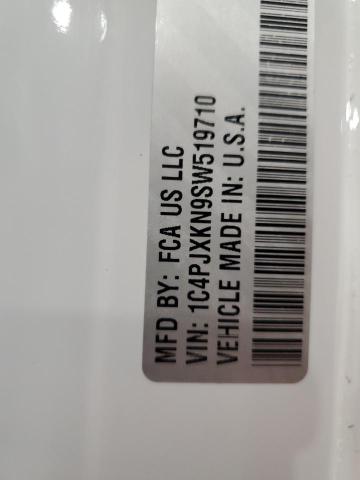 MFD BY: FCA US LLC
VIN: 1C4PJXKN9SW519710
VEHICLE MADE IN: U.S.A.